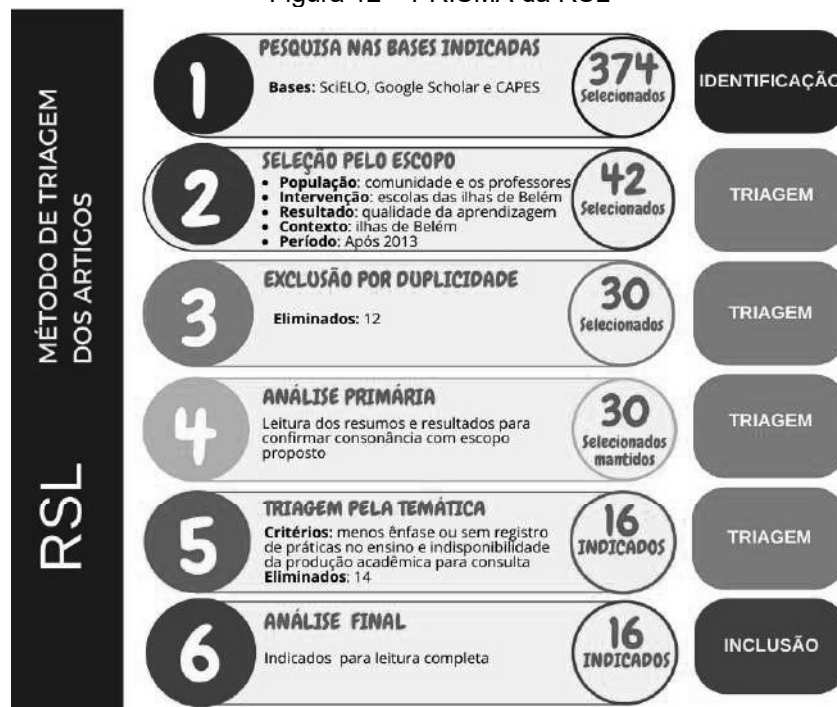 Figura 12 – PRISMA da RSL
MÉTODO DE TRIAGEM
DOS ARTIGOS
RSL
1
PESQUISA NAS BASES INDICADAS
Bases: SciELO, Google Scholar e CAPES
374
Selecionados
IDENTIFICAÇÃO
2
SELEÇÃO PELO ESCOPO
• População: comunidade e os professores
• Intervenção: escolas das ilhas de Belém
• Resultado: qualidade da aprendizagem
• Contexto: ilhas de Belém
• Período: Após 2013
42
Selecionados
TRIAGEM
3
EXCLUSÃO POR DUPLICIDADE
Eliminados: 12
30
Selecionados
TRIAGEM
4
ANÁLISE PRIMÁRIA
Leitura dos resumos e resultados para
confirmar consonância com escopo
proposto
30
Selecionados
mantidos
TRIAGEM
5
TRIAGEM PELA TEMÁTICA
Critérios: menos ênfase ou sem registro
de práticas no ensino e indisponibilidade
da produção acadêmica para consulta
Eliminados: 14
16
INDICADOS
TRIAGEM
6
ANÁLISE FINAL
Indicados para leitura completa
16
INDICADOS
INCLUSÃO